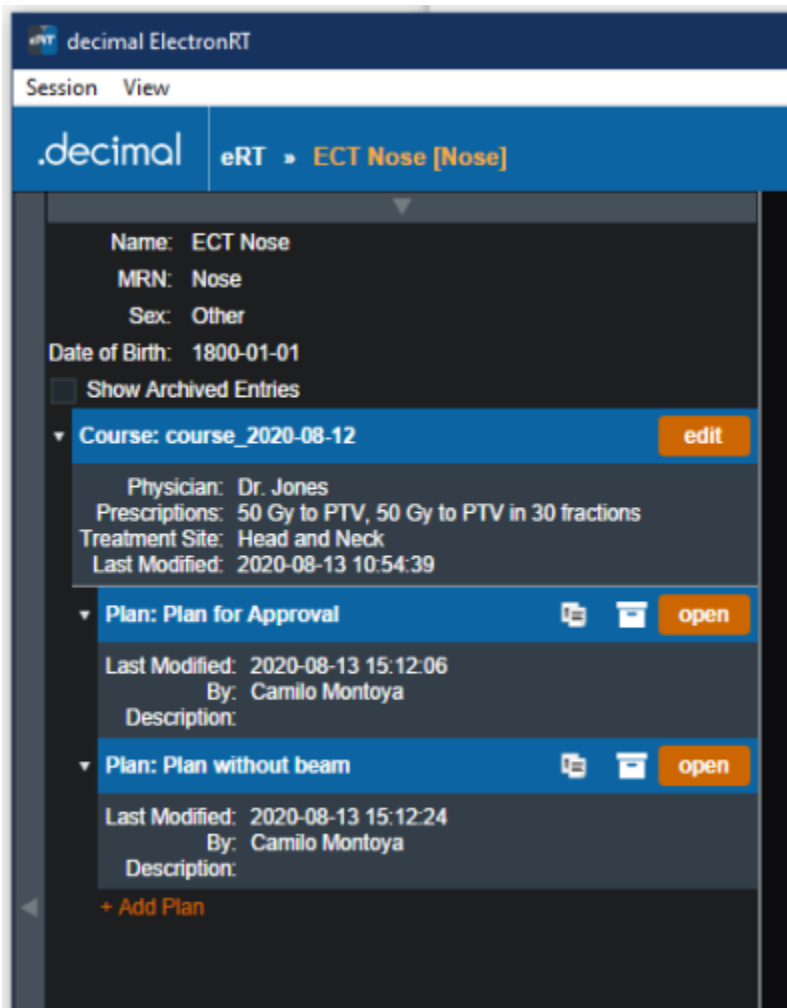 eRT decimal ElectronRT
Session View
.decimal eRT » ECT Nose [Nose]
Name: ECT Nose
MRN: Nose
Sex: Other
Date of Birth: 1800-01-01
Show Archived Entries
Course: course_2020-08-12 edit
Physician: Dr. Jones
Prescriptions: 50 Gy to PTV, 50 Gy to PTV in 30 fractions
Treatment Site: Head and Neck
Last Modified: 2020-08-13 10:54:39
Plan: Plan for Approval open
Last Modified: 2020-08-13 15:12:06
By: Camilo Montoya
Description:
Plan: Plan without beam open
Last Modified: 2020-08-13 15:12:24
By: Camilo Montoya
Description:
+ Add Plan